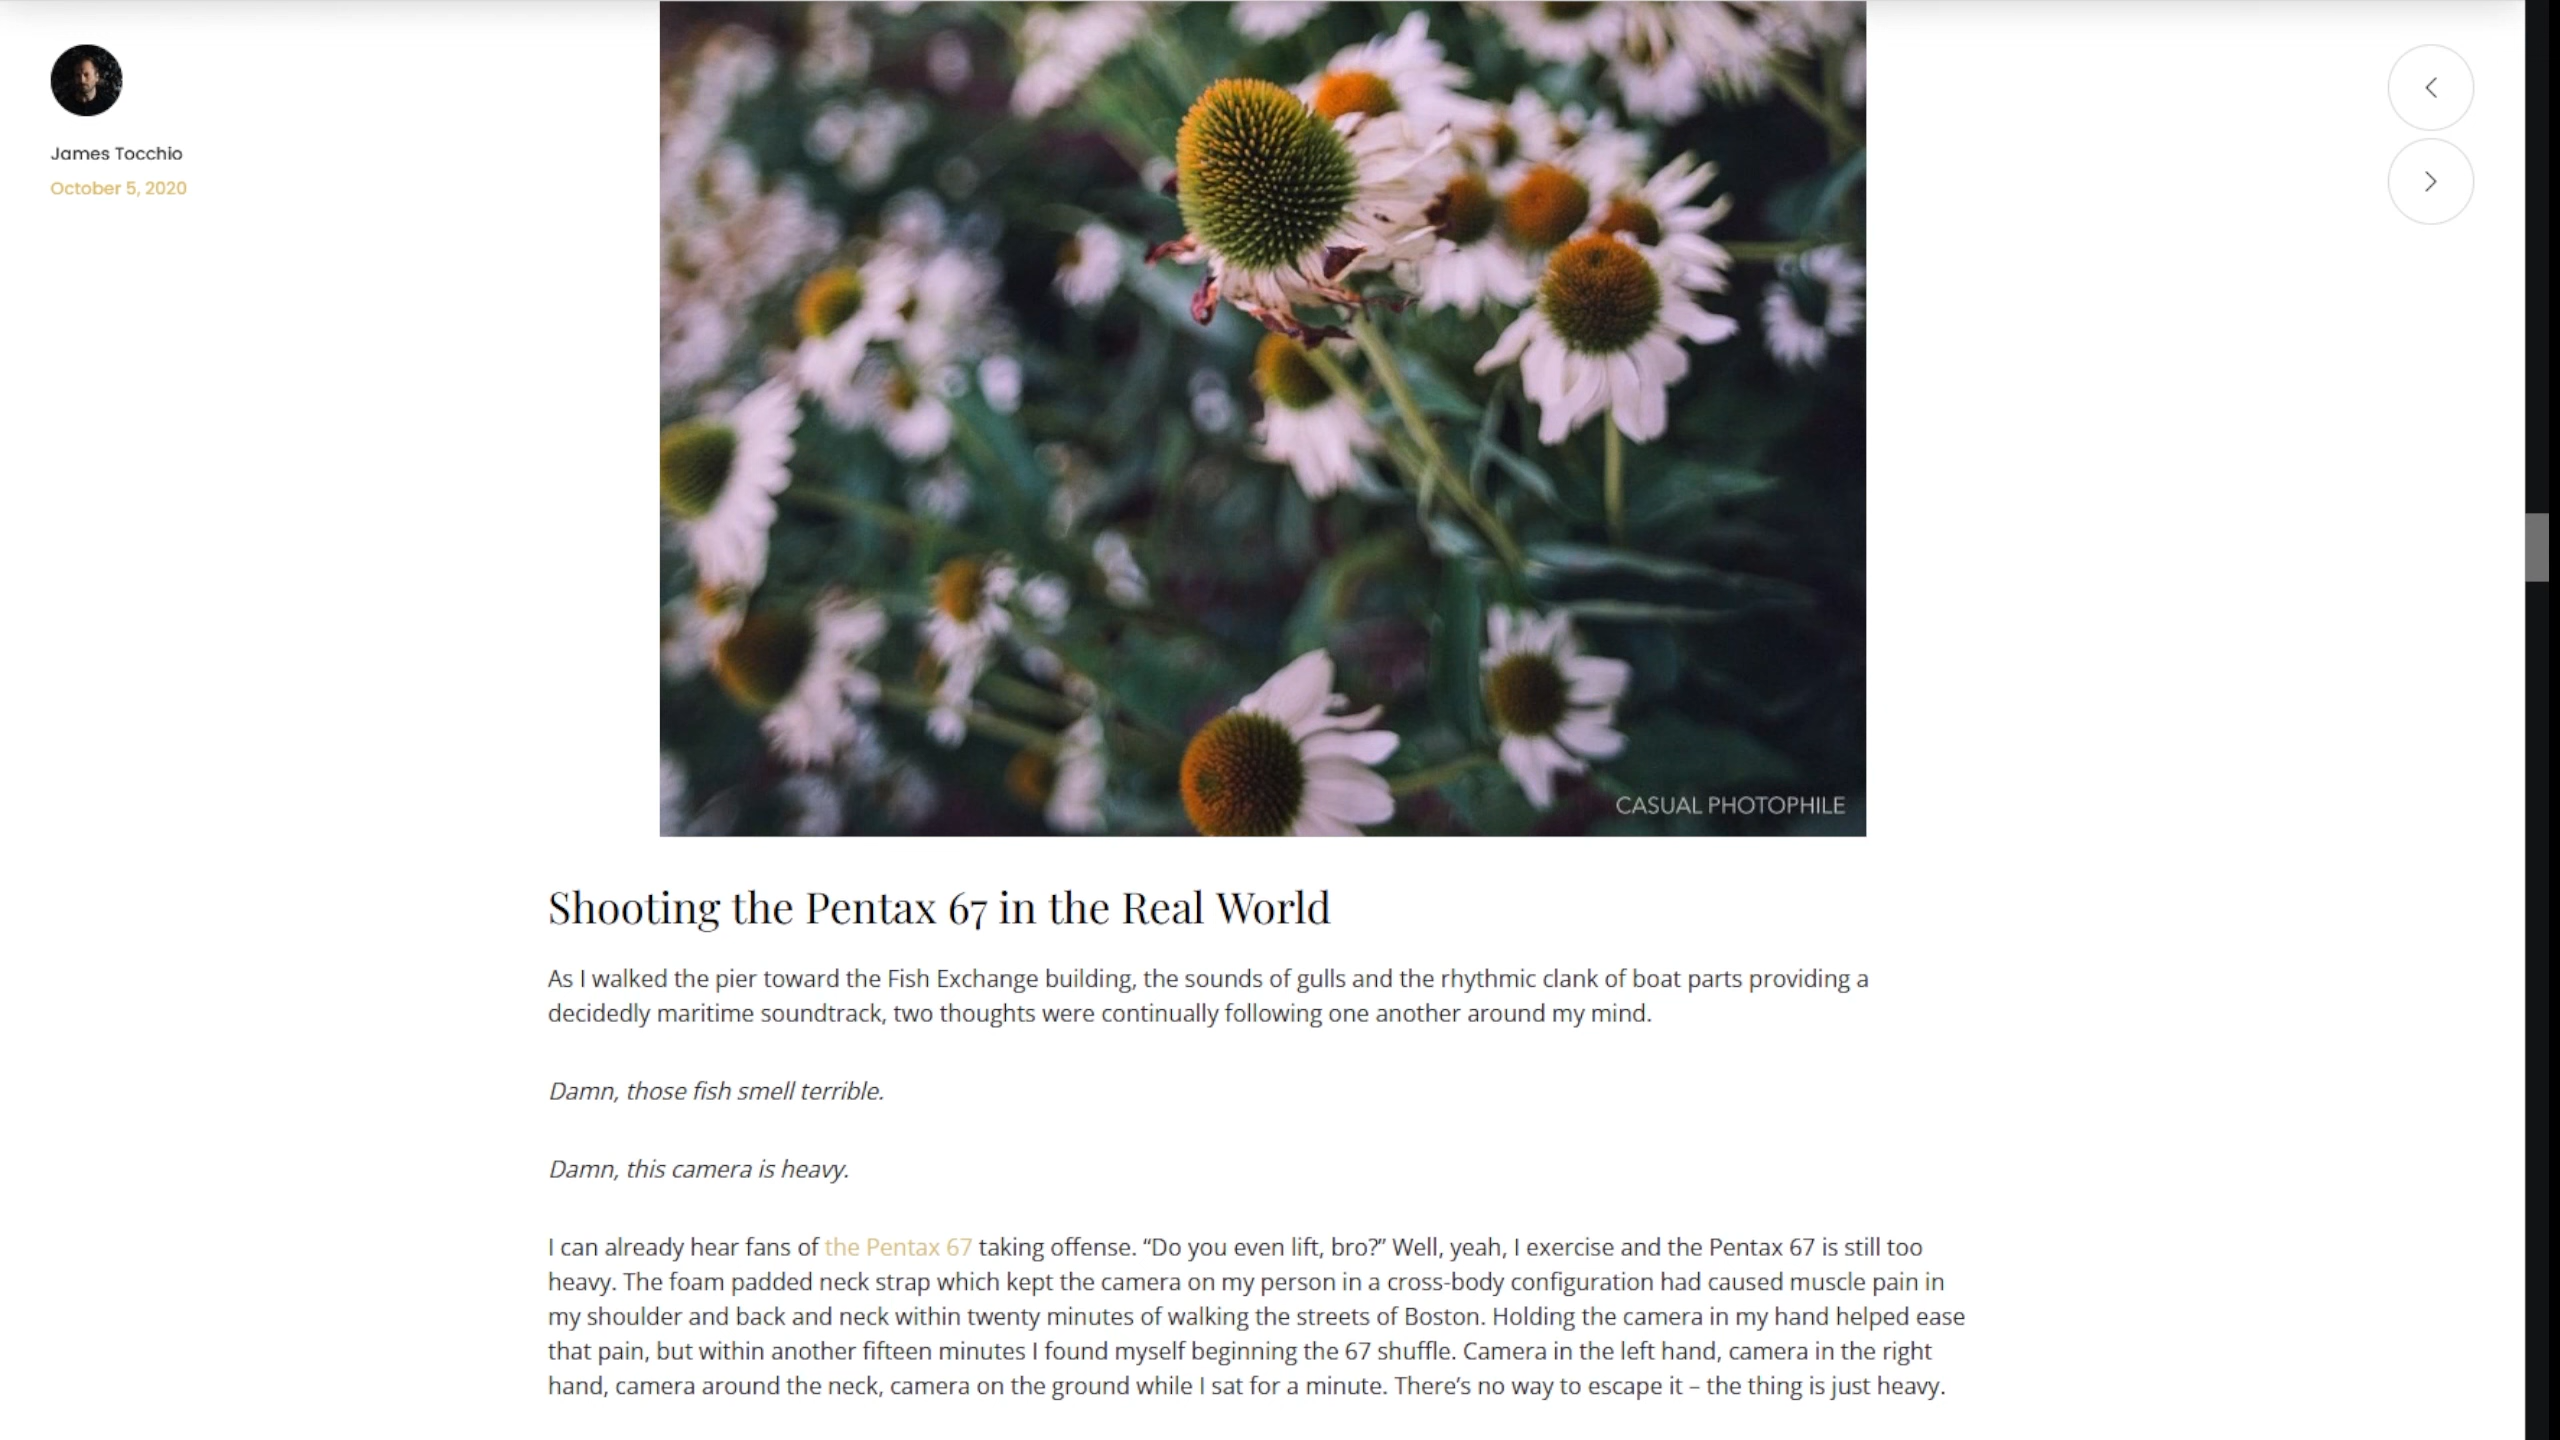 James Tocchio
October 5, 2020
CASUAL PHOTOPHILE
Shooting the Pentax 67 in the Real World
As I walked the pier toward the Fish Exchange building, the sounds of gulls and the rhythmic clank of boat parts providing a
decidedly maritime soundtrack, two thoughts were continually following one another around my mind.
Damn, those fish smell terrible.
Damn, this camera is heavy.
I can already hear fans of the Pentax 67 taking offense. “Do you even lift, bro?” Well, yeah, I exercise and the Pentax 67 is still too
heavy. The foam padded neck strap which kept the camera on my person in a cross-body configuration had caused muscle pain in
my shoulder and back and neck within twenty minutes of walking the streets of Boston. Holding the camera in my hand helped ease
that pain, but within another fifteen minutes I found myself beginning the 67 shuffle. Camera in the left hand, camera in the right
hand, camera around the neck, camera on the ground while I sat for a minute. There’s no way to escape it – the thing is just heavy.